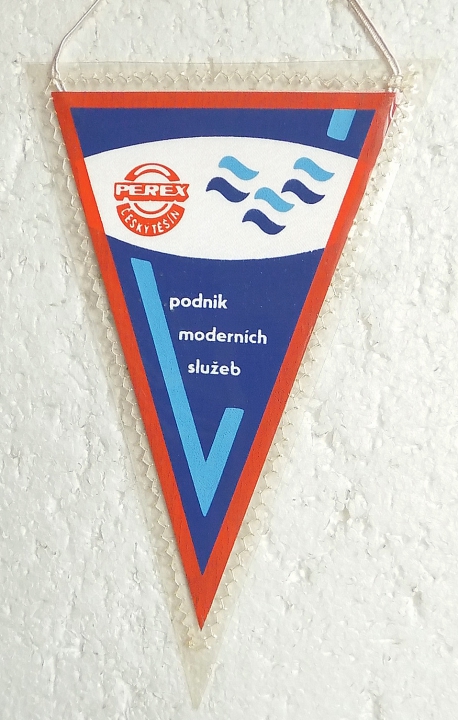 PEREX
ČESKÝ TĚŠÍN
podnik
moderních
služeb